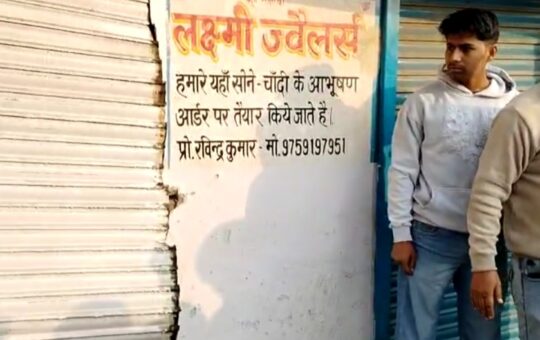 लक्ष्मी ज्वैलर्स
हमारे यहाँ सोने-चाँदी के आभूषण
आर्डर पर तैयार किये जाते है।
प्रो.रविन्द्र कुमार-मो.9759197951